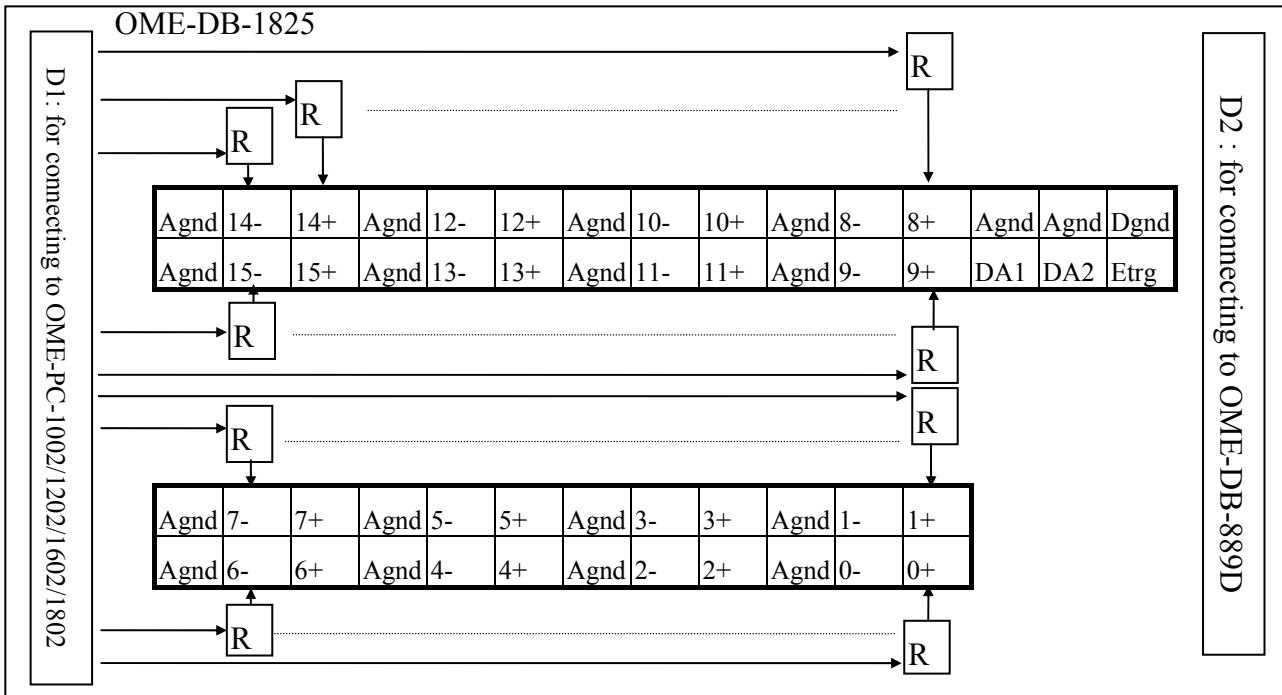 OME-DB-1825
D1: for connecting to OME-PC-1002/1202/1602/1802
R
R
R
Agnd 14- 14+ Agnd 12- 12+ Agnd 10- 10+ Agnd 8- 8+ Agnd Agnd Dgnd
Agnd 15- 15+ Agnd 13- 13+ Agnd 11- 11+ Agnd 9- 9+ DA1 DA2 Etrg
R
R
R
R
Agnd 7- 7+ Agnd 5- 5+ Agnd 3- 3+ Agnd 1- 1+
Agnd 6- 6+ Agnd 4- 4+ Agnd 2- 2+ Agnd 0- 0+
R
R
D2 : for connecting to OME-DB-889D